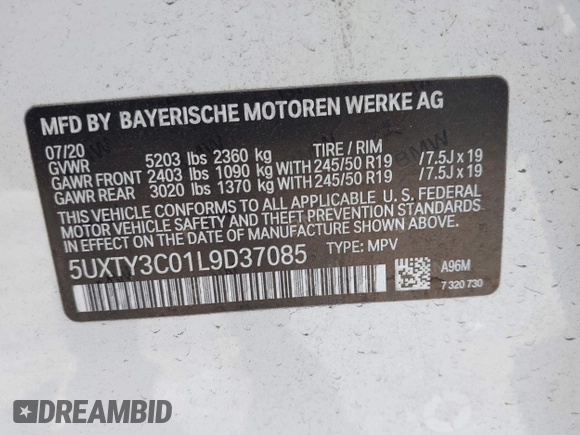 MFD BY BAYERISCHE MOTOREN WERKE AG
07/20 TIRE / RIM
GVWR 5203 lbs 2360 kg
GAWR FRONT 2403 lbs 1090 kg WITH 245/50 R19 /7.5J x 19
GAWR REAR 3020 lbs 1370 kg WITH 245/50 R19 /7.5J x 19
THIS VEHICLE CONFORMS TO ALL APPLICABLE U.S. FEDERAL
MOTOR VEHICLE SAFETY AND THEFT PREVENTION STANDARDS
IN EFFECT ON THE DATE OF MANUFACTURE SHOWN ABOVE.
5UXTY3C01L9D37085 TYPE: MPV
A96M
7 320 730
BMW
DREAMBID